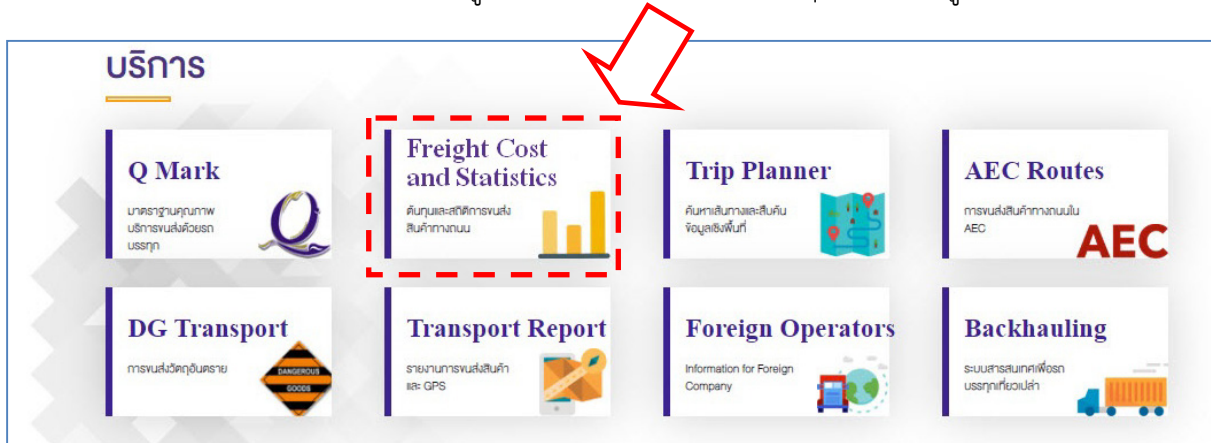 บริการ
Q Mark
มาตราฐานคุณภาพ
บริการขนส่งด้วยรถ
บรรทุก
Freight Cost
and Statistics
ต้นทุนและสถิติการขนส่ง
สินค้าทางถนน
Trip Planner
ค้นหาเส้นทางและสืบค้น
ข้อมูลเชิงพื้นที่
AEC Routes
การขนส่งสินค้าทางถนนใน
AEC
AEC
DG Transport
การขนส่งวัตถุอันตราย
DANGEROUS
GOODS
Transport Report
รายงานการขนส่งสินค้า
และ GPS
Foreign Operators
Information for Foreign
Company
Backhauling
ระบบสารสนเทศเพื่อรถ
บรรทุกเที่ยวเปล่า